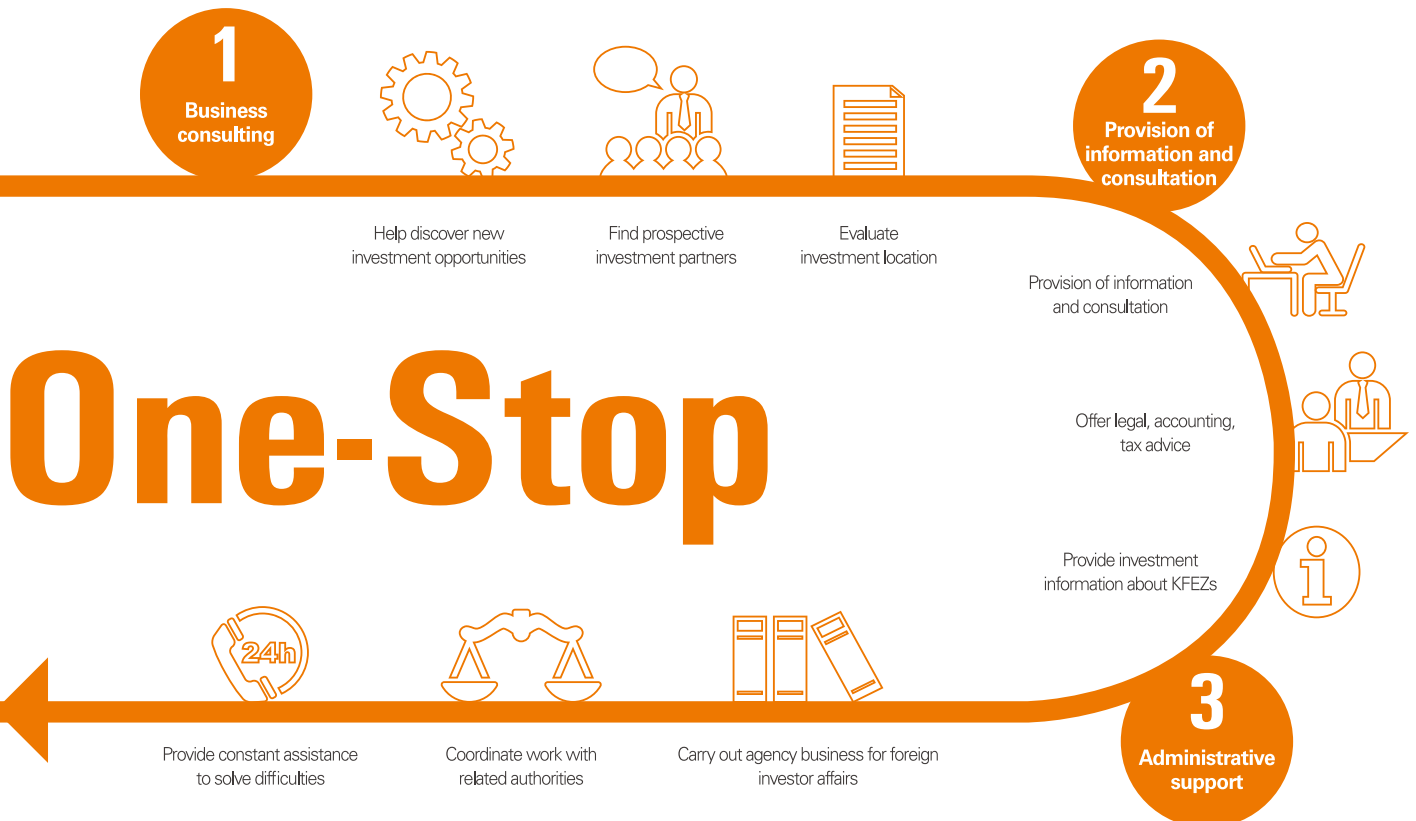 1
Business
consulting
Help discover new
investment opportunities
Find prospective
investment partners
Evaluate
investment location
2
Provision of
information and
consultation
Provision of information
and consultation
Offer legal, accounting,
tax advice
Provide investment
information about KFEZs
One-Stop
3
Administrative
support
Carry out agency business for foreign
investor affairs
Coordinate work with
related authorities
24h
Provide constant assistance
to solve difficulties